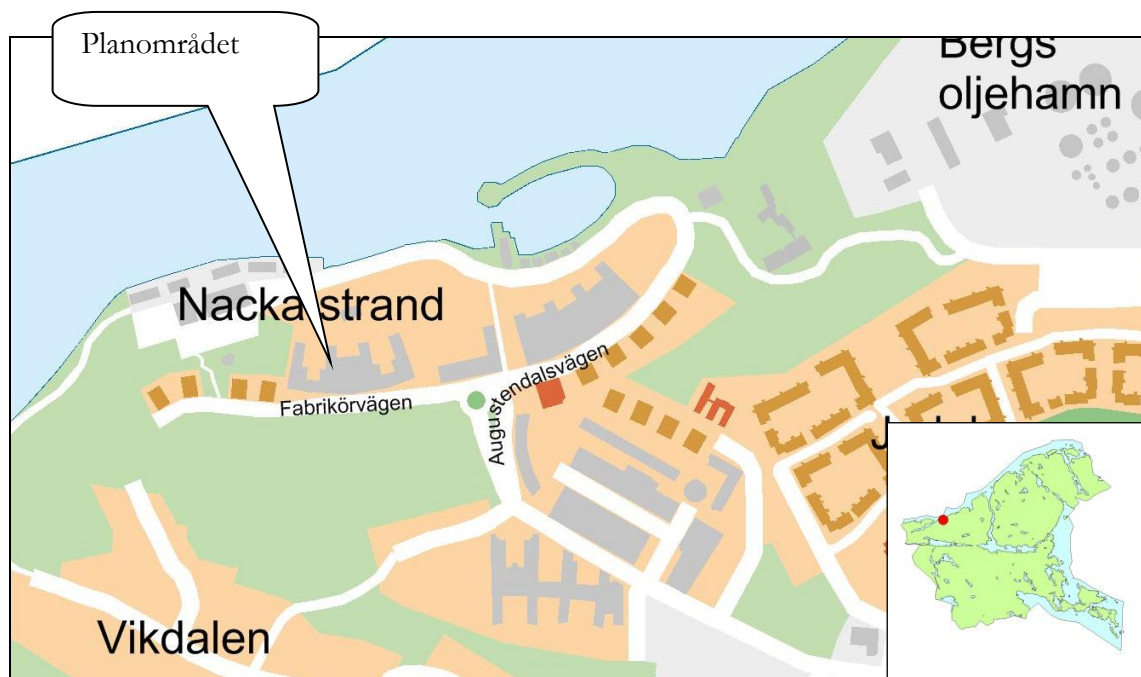 Planområdet
Bergs
oljehamn
Nacka strand
Augustendalsvägen
Fabrikörvägen
Vikdalen